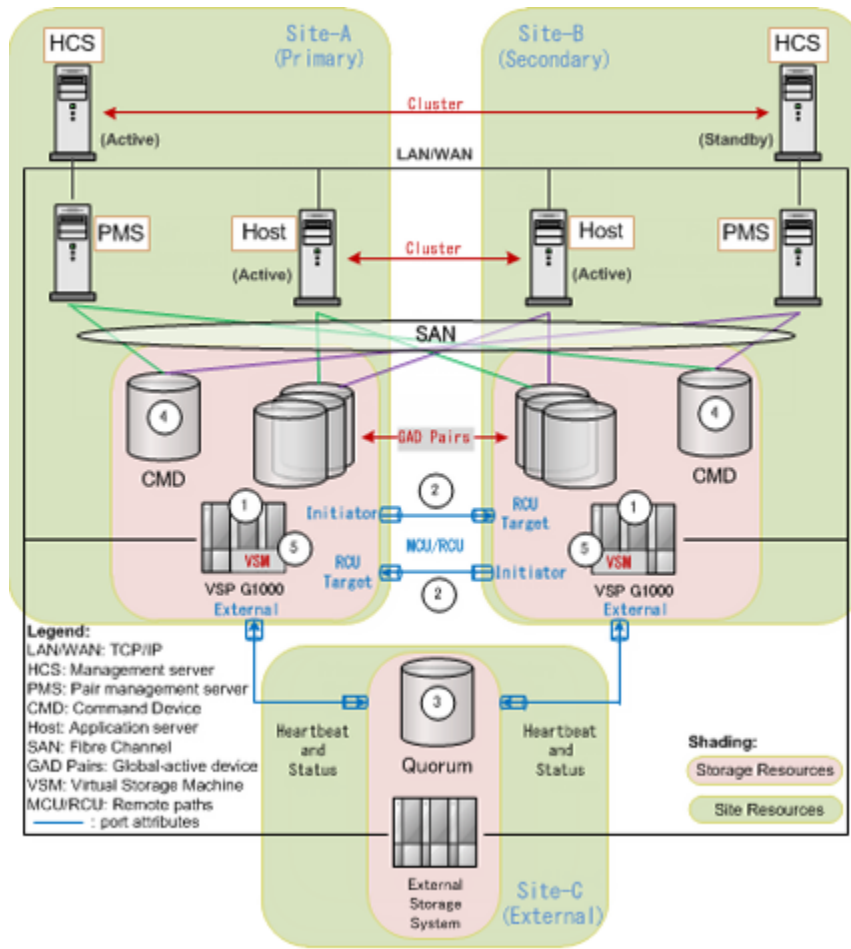 Site-A
(Primary)
Site-B
(Secondary)
HCS
HCS
Cluster
(Active)
(Standby)
LAN/WAN
PMS
Host
Host
PMS
Cluster
(Active)
(Active)
SAN
4
4
CMD
GAD Pairs
CMD
1
2
1
Initiator
RCU
Target
5
VSM
MCU/RCU
5
VSM
RCU
Target
Initiator
VSP G1000
2
VSP G1000
External
External
Legend:
LAN/WAN: TCP/IP
HCS: Management server
PMS: Pair management server
CMD: Command Device
Host: Application server
SAN: Fibre Channel
GAD Pairs: Global-active device
VSM: Virtual Storage Machine
MCU/RCU: Remote paths
: port attributes
3
Heartbeat
and
Status
Quorum
Heartbeat
and
Status
Shading:
Storage Resources
Site Resources
External
Storage
System
Site-C
(External)